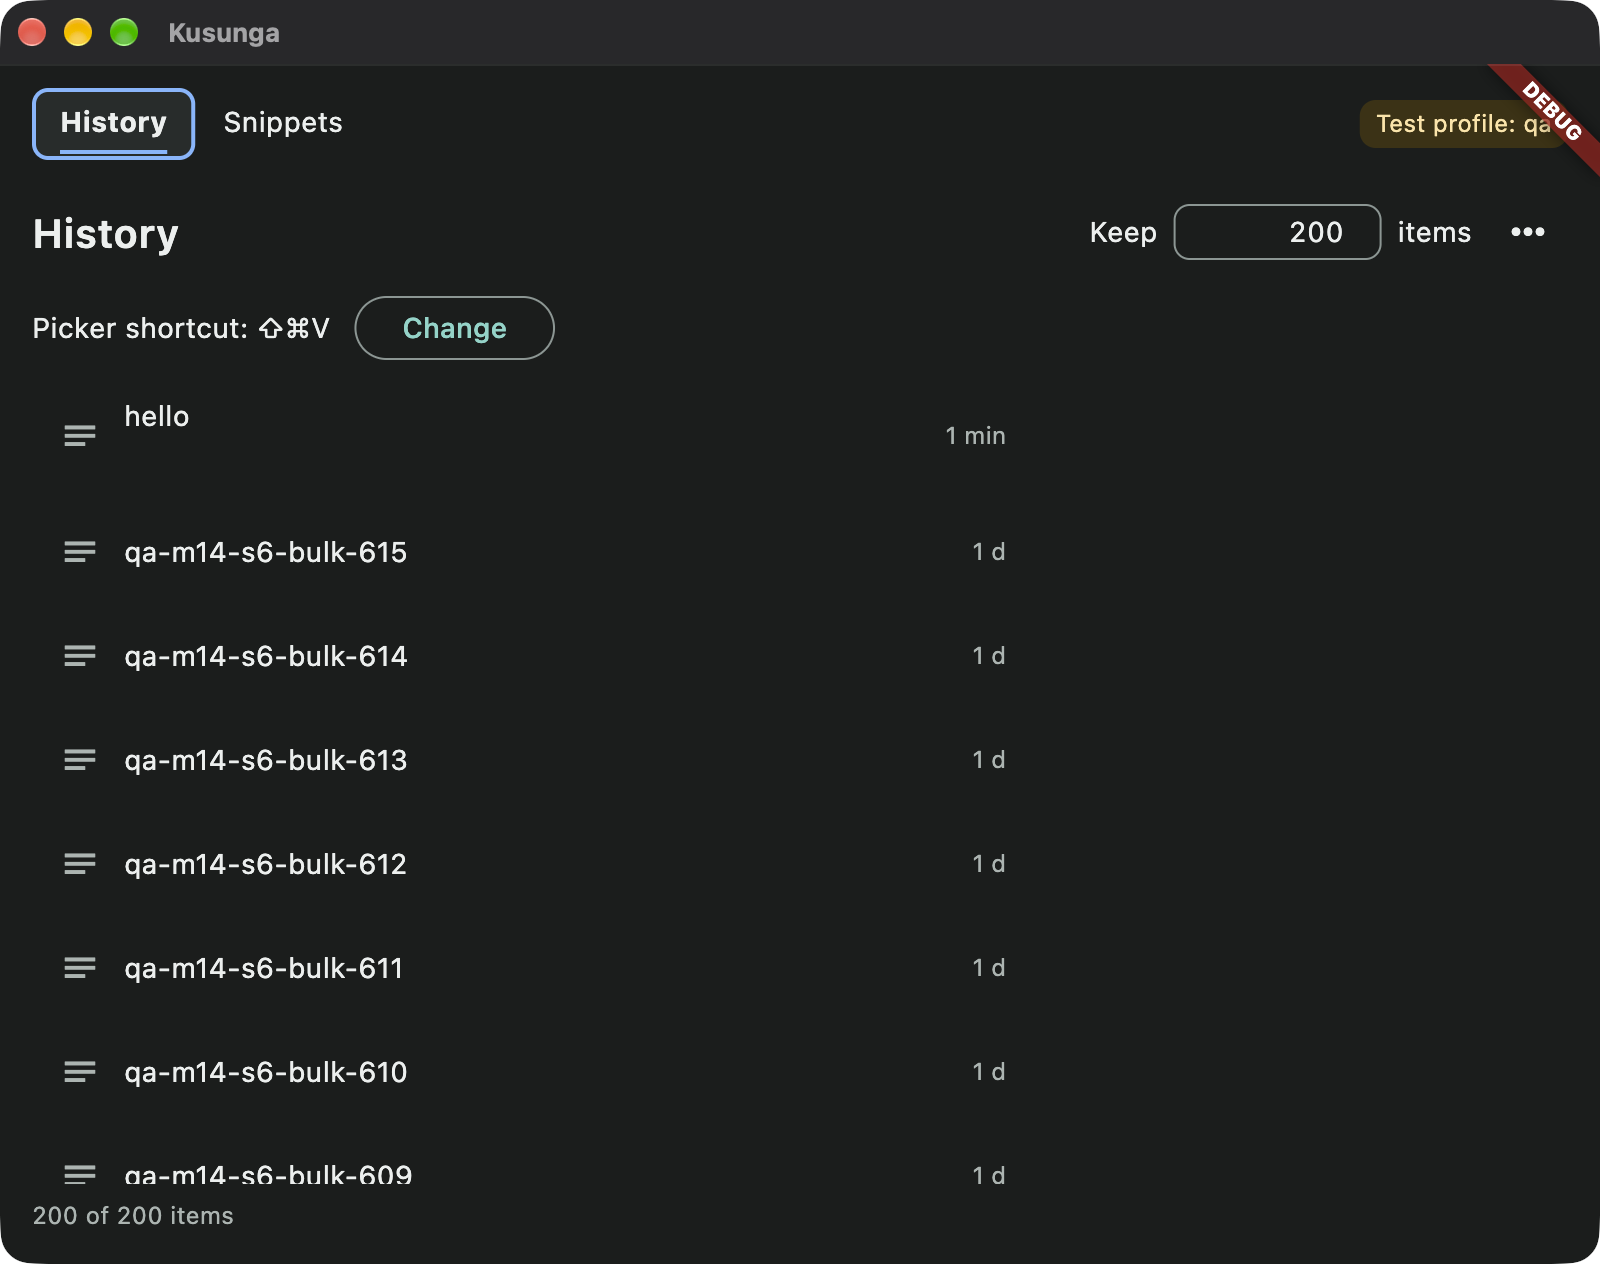 Kusunga
History Snippets
Test profile: qa
DEBUG
History
Keep 200 items •••
Picker shortcut: ⇧⌘V Change
hello
1 min
qa-m14-s6-bulk-615 1 d
qa-m14-s6-bulk-614 1 d
qa-m14-s6-bulk-613 1 d
qa-m14-s6-bulk-612 1 d
qa-m14-s6-bulk-611 1 d
qa-m14-s6-bulk-610 1 d
qa-m14-s6-bulk-609 1 d
200 of 200 items